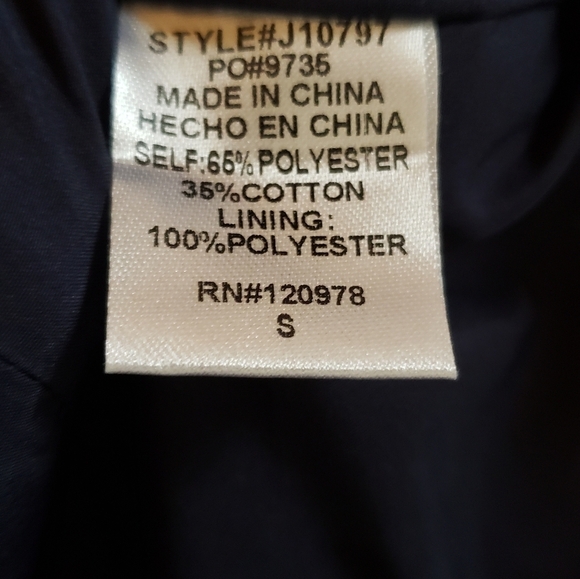 STYLE#J10797
PO#9735
MADE IN CHINA
HECHO EN CHINA
SELF:65%POLYESTER
35%COTTON
LINING:
100%POLYESTER
RN#120978
S